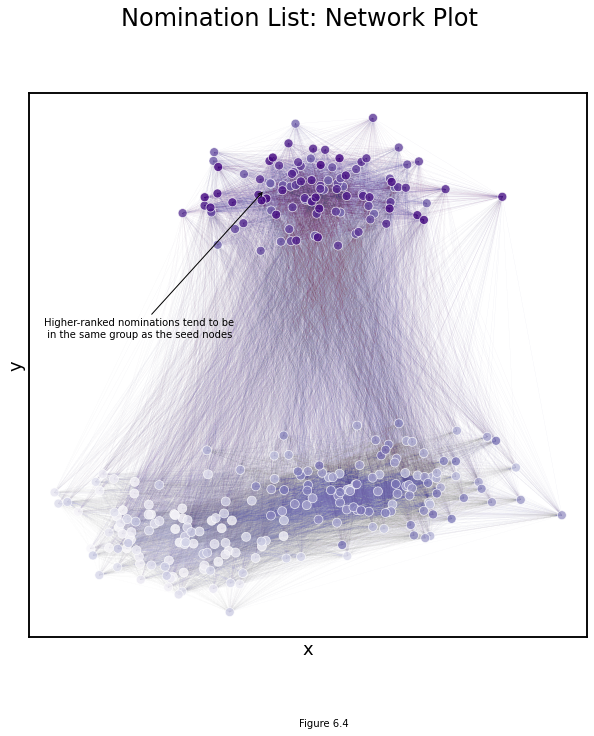 Nomination List: Network Plot
Higher-ranked nominations tend to be
in the same group as the seed nodes
y
x
Figure 6.4